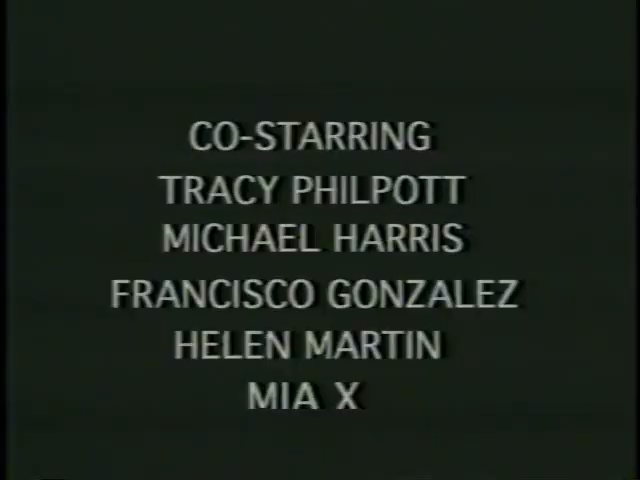 CO-STARRING
TRACY PHILPOTT
MICHAEL HARRIS
FRANCISCO GONZALEZ
HELEN MARTIN
MIA X